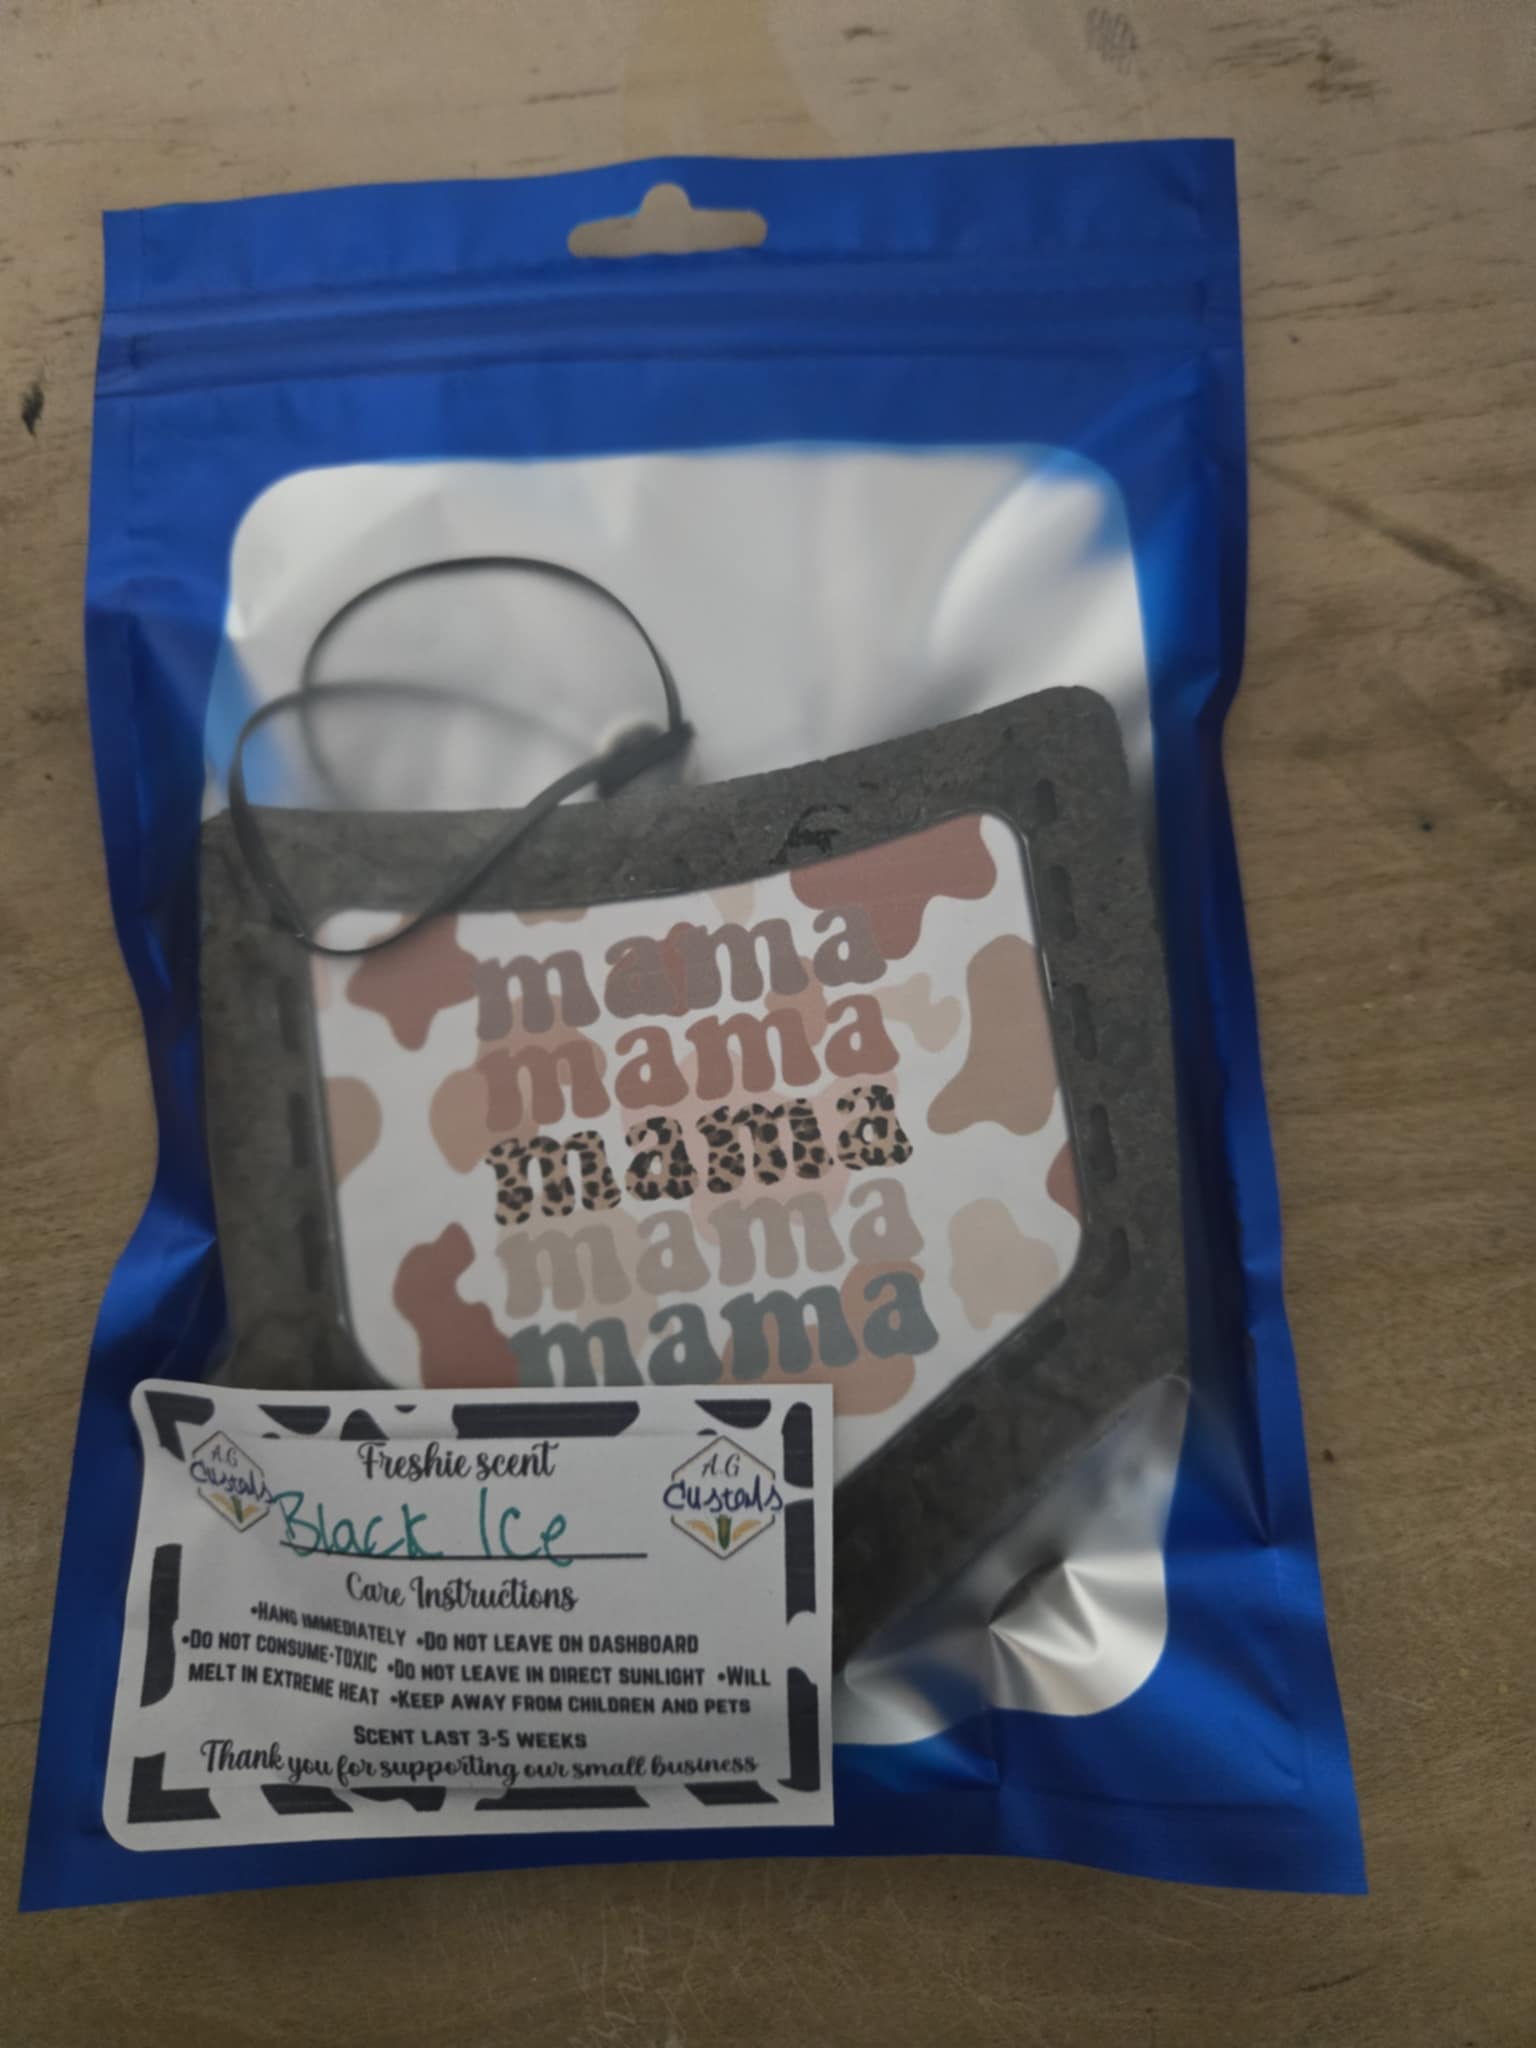 mama
mama
mama
mama
mama
Freshie scent
A.G
Customs
A.G
Customs
Black Ice
Care Instructions
•HANG IMMEDIATELY •DO NOT LEAVE ON DASHBOARD
•DO NOT CONSUME-TOXIC •DO NOT LEAVE IN DIRECT SUNLIGHT •WILL
MELT IN EXTREME HEAT •KEEP AWAY FROM CHILDREN AND PETS
SCENT LAST 3-5 WEEKS
Thank you for supporting our small business